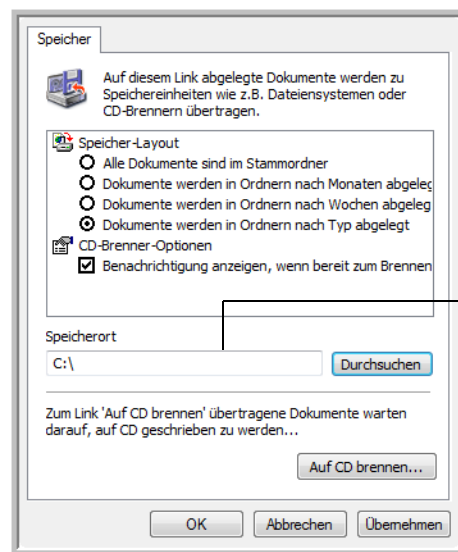 Speicher
Auf diesem Link abgelegte Dokumente werden zu
Speichereinheiten wie z.B. Dateiensystemen oder
CD-Brennern übertragen.
Speicher-Layout
Alle Dokumente sind im Stammordner
Dokumente werden in Ordnern nach Monaten abgeleg
Dokumente werden in Ordnern nach Wochen abgeleg
Dokumente werden in Ordnern nach Typ abgelegt
CD-Brenner-Optionen
Benachrichtigung anzeigen, wenn bereit zum Brennen
Speicherort
C:\
Durchsuchen
Zum Link 'Auf CD brennen' übertragene Dokumente warten
darauf, auf CD geschrieben zu werden...
Auf CD brennen...
OK
Abbrechen
Übernehmen